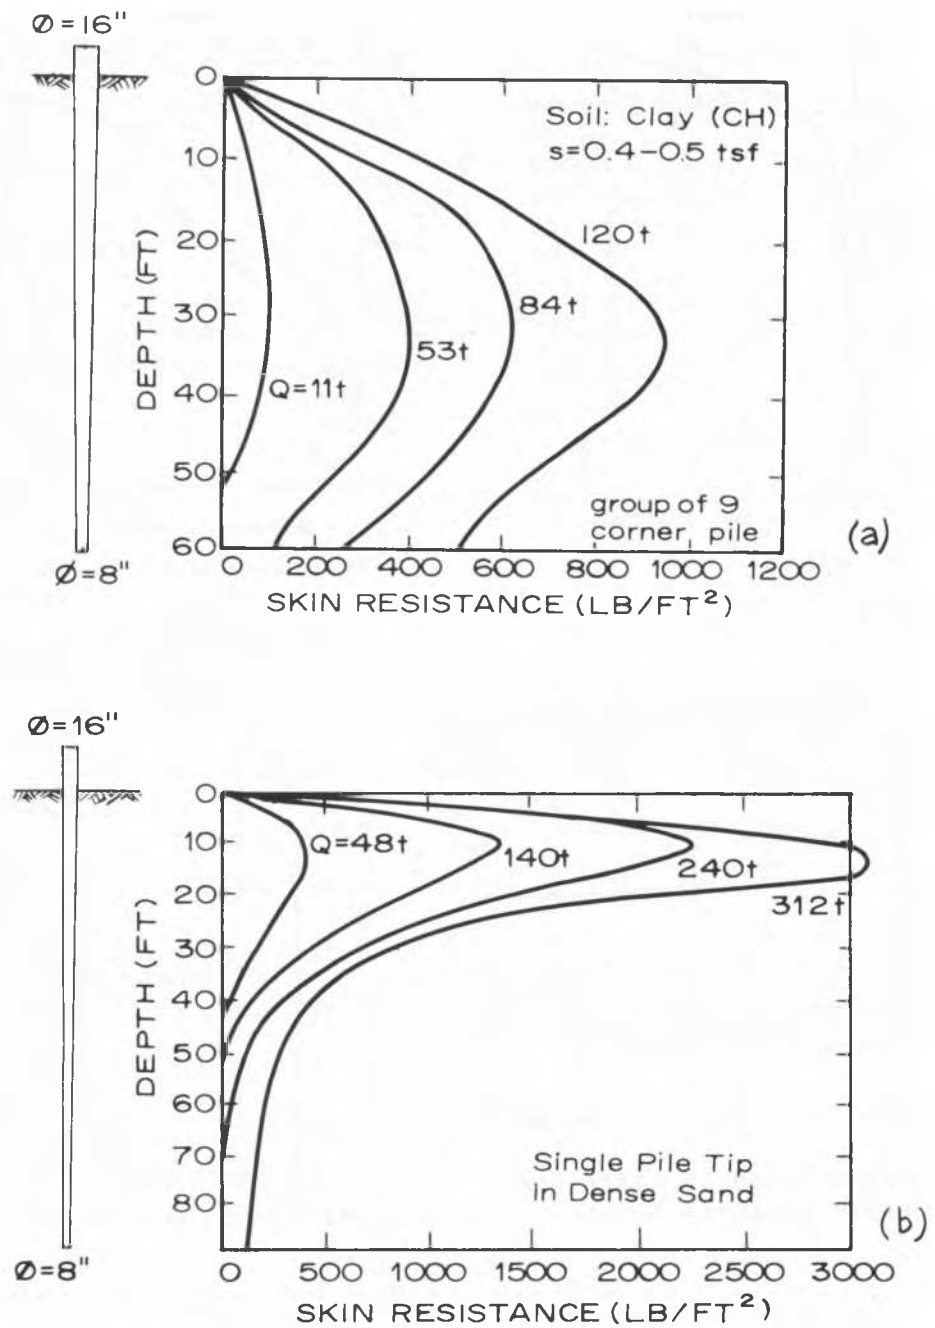 Ø=16"
0
10
20
30
40
50
60
DEPTH (FT)
Soil: Clay (CH)
s=0.4-0.5 tsf
120t
84t
53t
Q=11t
group of 9
corner pile
(a)
Ø=8"
0 200 400 600 800 1000 1200
SKIN RESISTANCE (LB/FT²)
Ø=16"
0
10
20
30
40
50
60
70
80
DEPTH (FT)
Q=48t
140t
240t
312t
Single Pile Tip
in Dense Sand
(b)
Ø=8"
0 500 1000 1500 2000 2500 3000
SKIN RESISTANCE (LB/FT²)